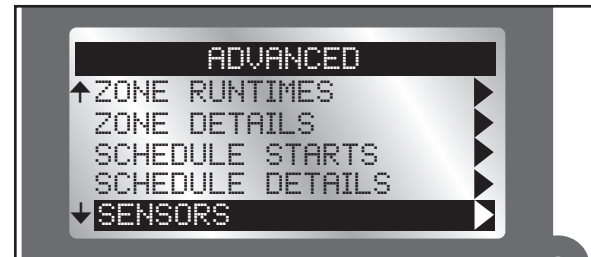 ADVANCED
ZONE RUNTIMES
ZONE DETAILS
SCHEDULE STARTS
SCHEDULE DETAILS
SENSORS